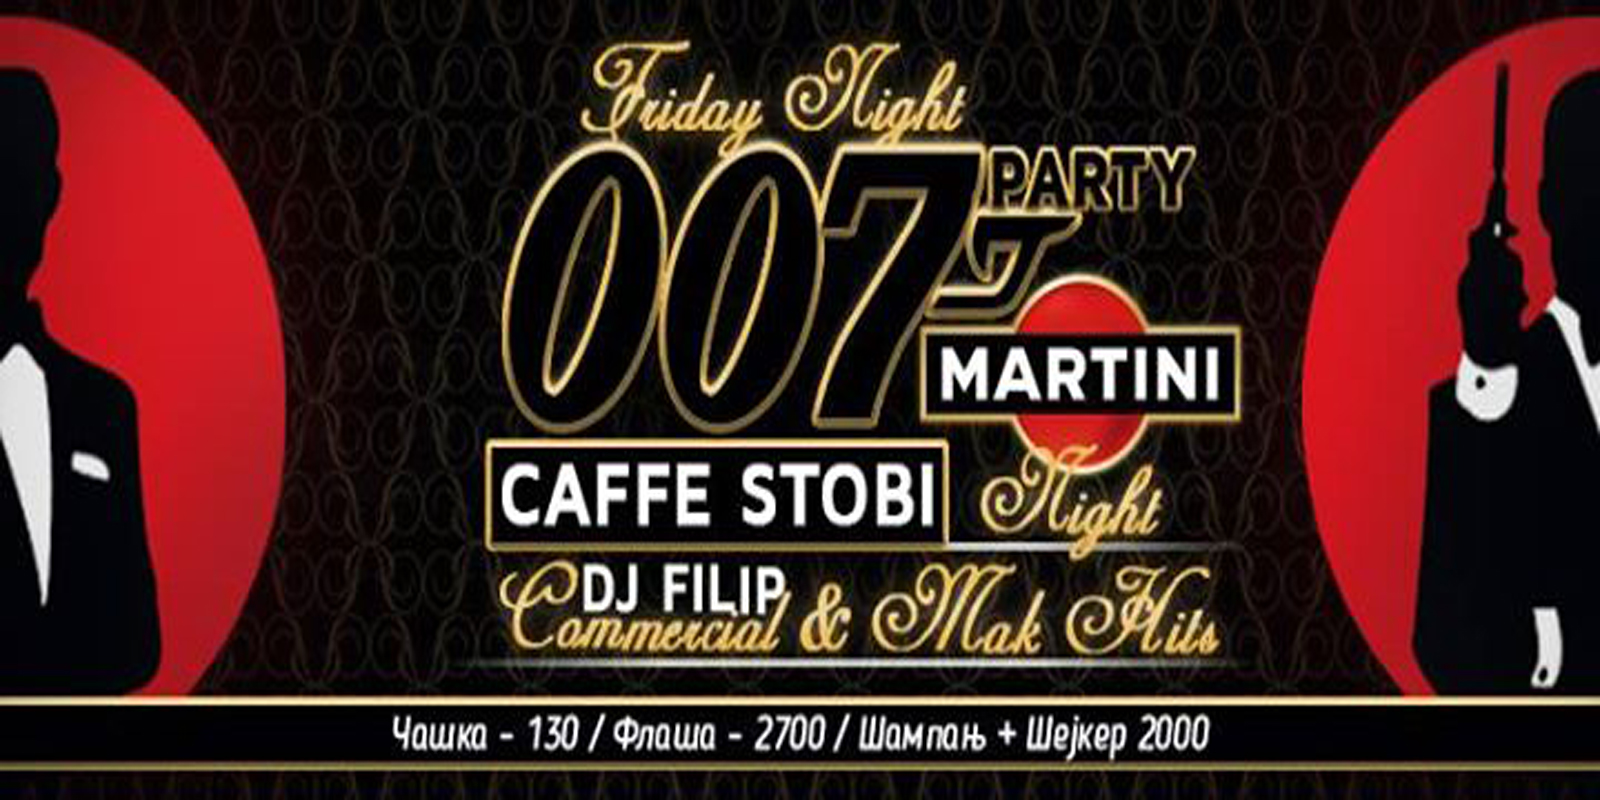 Friday Night
007 PARTY
MARTINI
CAFFE STOBI Night
DJ FILIP
Commercial & Mak Hits
Чашка - 130 / Флаша - 2700 / Шампањ + Шејкер 2000